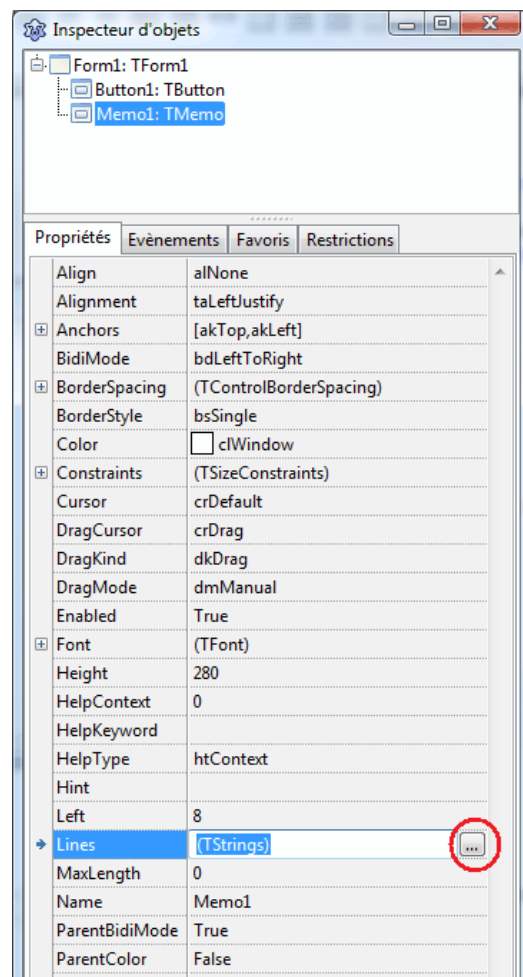 Inspecteur d'objets
Form1: TForm1
Button1: TButton
Memo1: TMemo
Propriétés Evènements Favoris Restrictions
Align alNone
Alignment taLeftJustify
Anchors [akTop,akLeft]
BidiMode bdLeftToRight
BorderSpacing (TControlBorderSpacing)
BorderStyle bsSingle
Color clWindow
Constraints (TSizeConstraints)
Cursor crDefault
DragCursor crDrag
DragKind dkDrag
DragMode dmManual
Enabled True
Font (TFont)
Height 280
HelpContext 0
HelpKeyword
HelpType htContext
Hint
Left 8
Lines (TStrings) ...
MaxLength 0
Name Memo1
ParentBidiMode True
ParentColor False